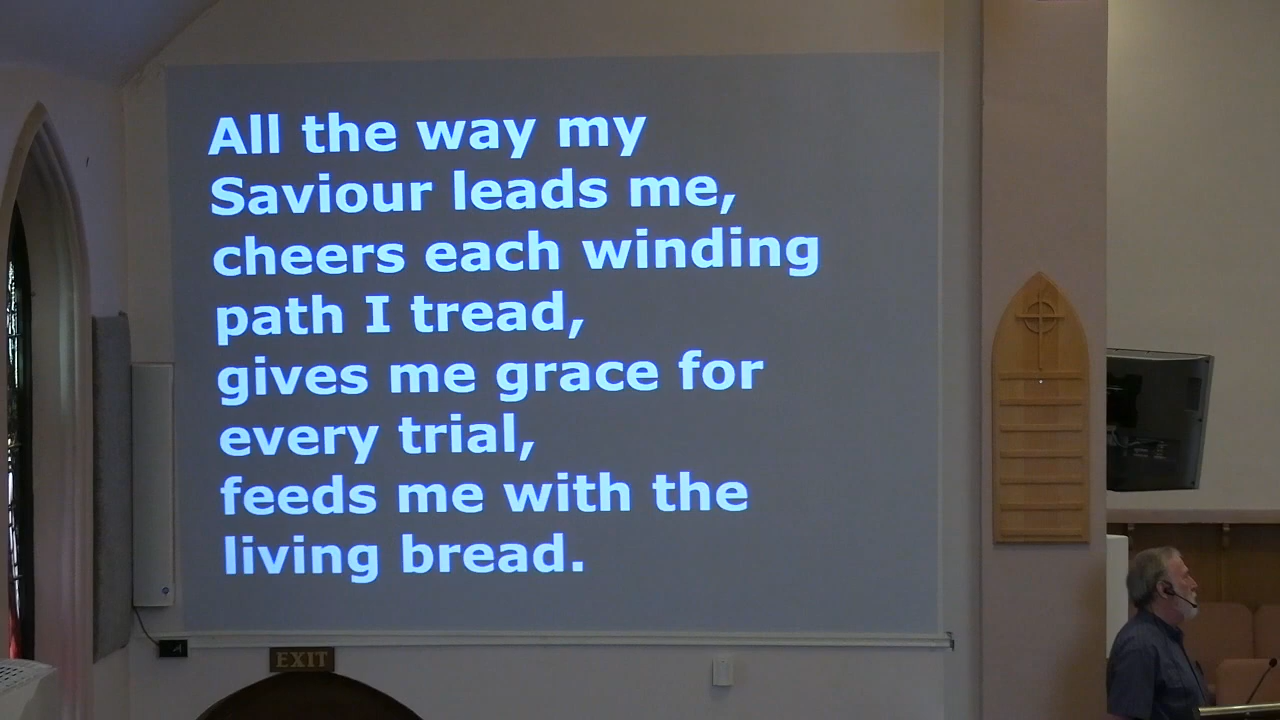 All the way my
Saviour leads me,
cheers each winding
path I tread,
gives me grace for
every trial,
feeds me with the
living bread.
EXIT